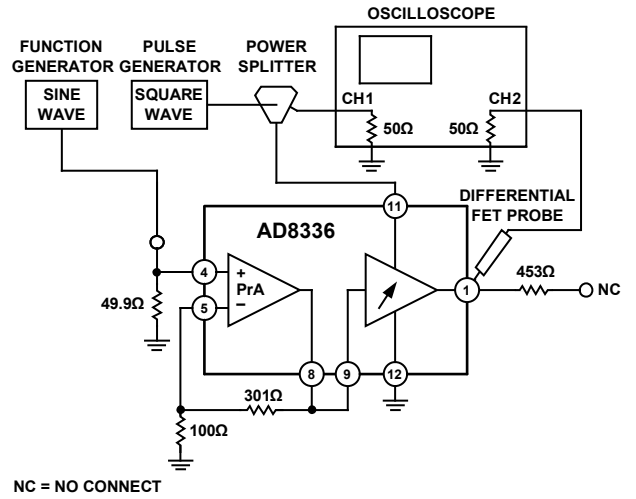 OSCILLOSCOPE
FUNCTION
GENERATOR
PULSE
GENERATOR
POWER
SPLITTER
SINE
WAVE
SQUARE
WAVE
CH1
CH2
50Ω
50Ω
11
DIFFERENTIAL
FET PROBE
AD8336
453Ω
4
+
PrA
–
5
1
NC
49.9Ω
8
9
12
301Ω
100Ω
NC = NO CONNECT